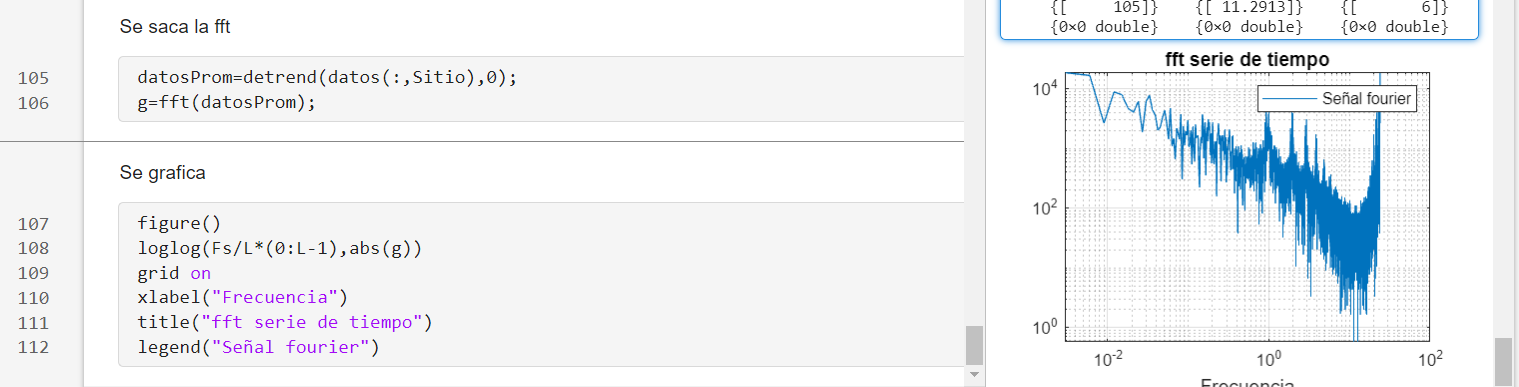 Se saca la fft
105 datosProm=detrend(datos(:,Sitio),0);
106 g=fft(datosProm);
Se grafica
107 figure()
108 loglog(Fs/L*(0:L-1),abs(g))
109 grid on
110 xlabel("Frecuencia")
111 title("fft serie de tiempo")
112 legend("Señal fourier")
{[ 105]} {[ 11.2913]} {[ 6]}
{0×0 double} {0×0 double} {0×0 double}
fft serie de tiempo
Señal fourier
10^4
10^2
10^0
10^-2 10^0 10^2
Frecuencia